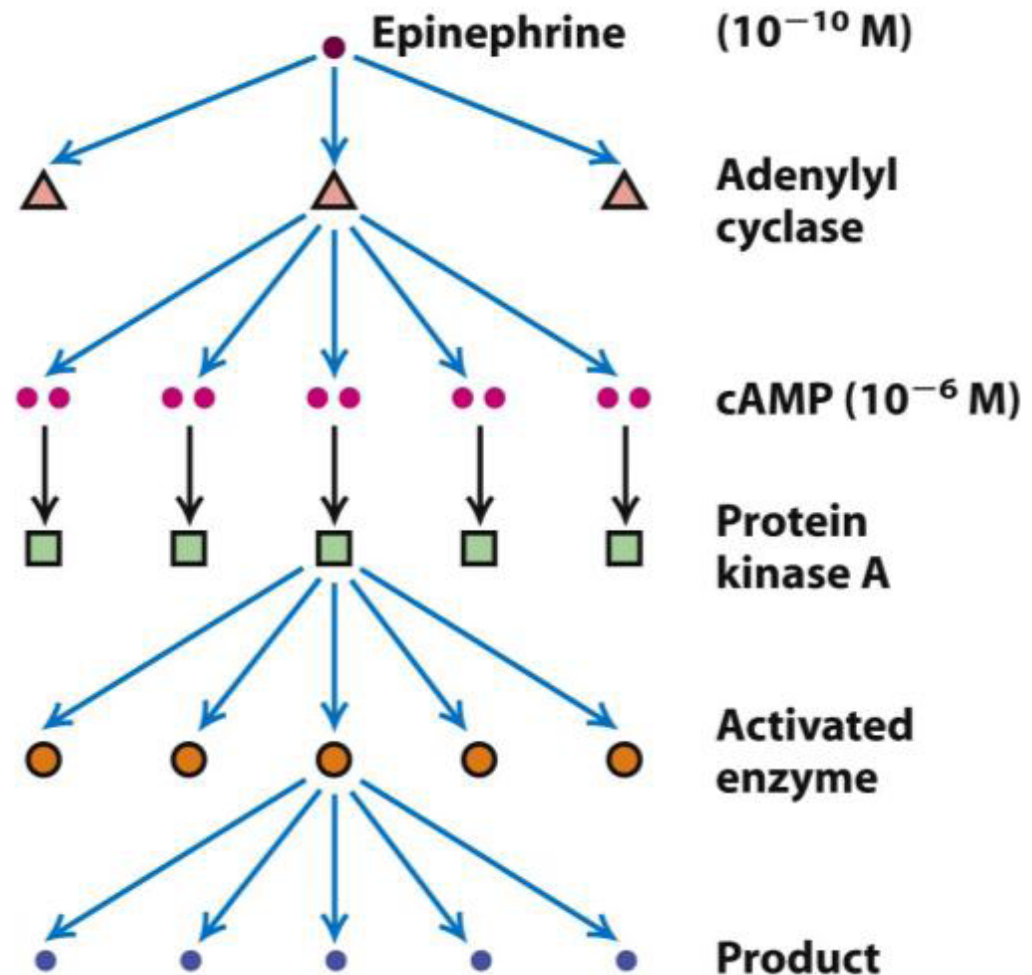 Epinephrine (10⁻¹⁰ M)
Adenylyl
cyclase
cAMP (10⁻⁶ M)
Protein
kinase A
Activated
enzyme
Product